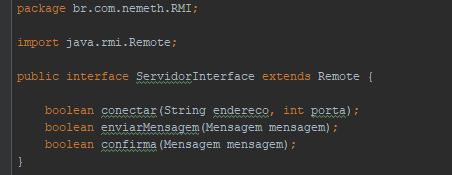 package br.com.nemeth.RMI;
import java.rmi.Remote;
public interface ServidorInterface extends Remote {
boolean conectar(String endereco, int porta);
boolean enviarMensagem(Mensagem mensagem);
boolean confirma(Mensagem mensagem);
}